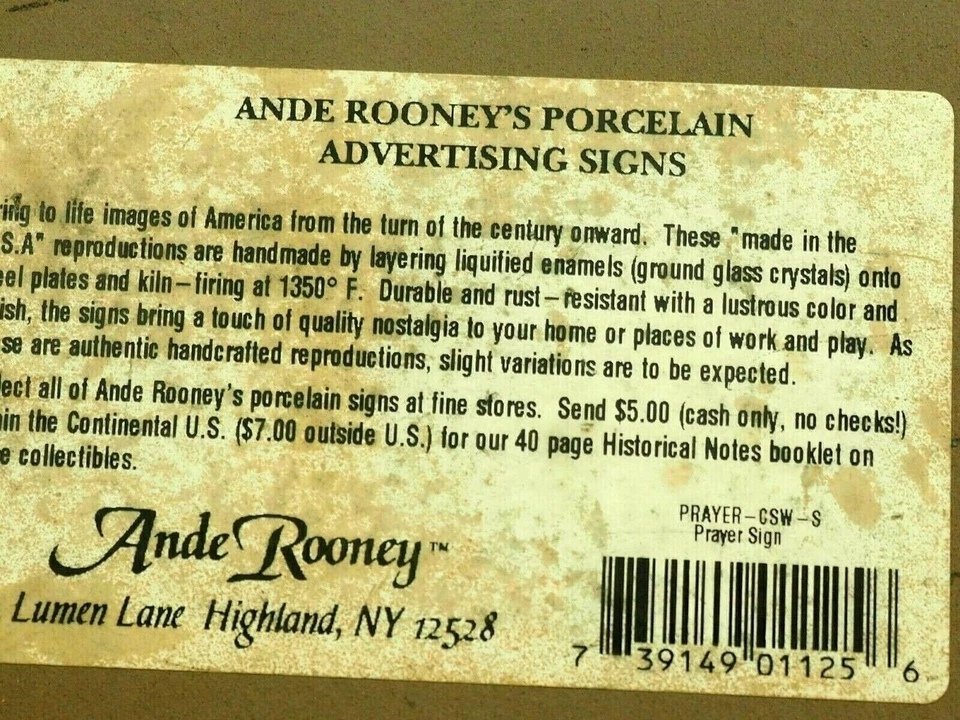 ANDE ROONEY'S PORCELAIN
ADVERTISING SIGNS
ring to life images of America from the turn of the century onward. These "made in the
S.A" reproductions are handmade by layering liquified enamels (ground glass crystals) onto
eel plates and kiln-firing at 1350° F. Durable and rust-resistant with a lustrous color and
ish, the signs bring a touch of quality nostalgia to your home or places of work and play. As
se are authentic handcrafted reproductions, slight variations are to be expected.
lect all of Ande Rooney's porcelain signs at fine stores. Send $5.00 (cash only, no checks!)
hin the Continental U.S. ($7.00 outside U.S.) for our 40 page Historical Notes booklet on
e collectibles.
PRAYER-CSW-S
Prayer Sign
Ande Rooney™
Lumen Lane Highland, NY 12528
7 39149 01125 6